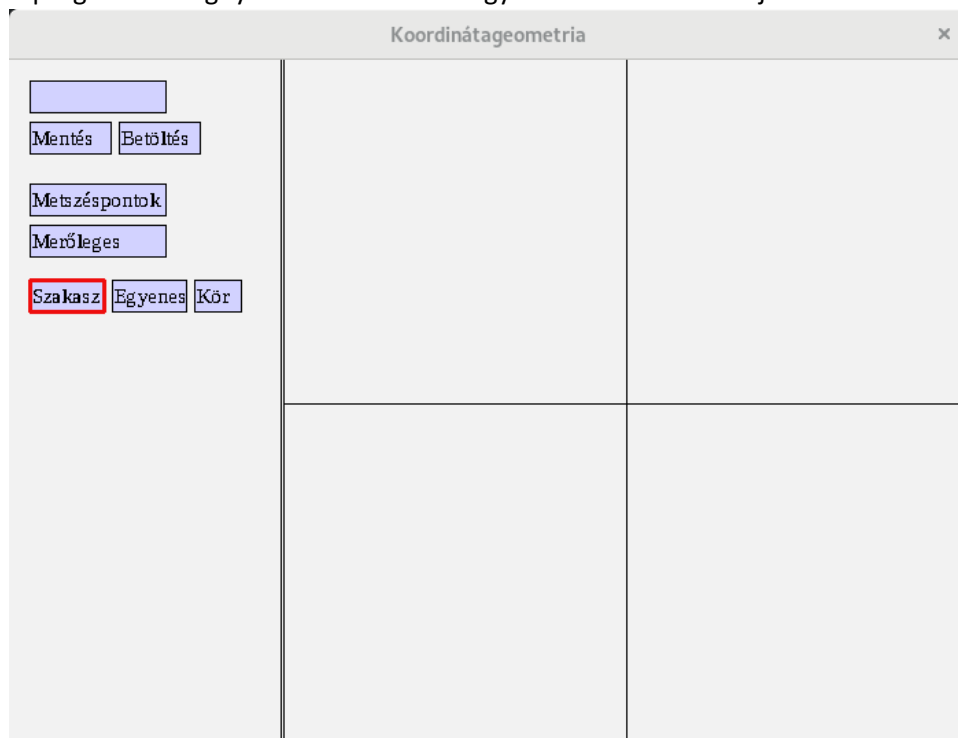 Koordinátageometria ×
Mentés Betöltés
Metszéspontok
Merőleges
Szakasz Egyenes Kör